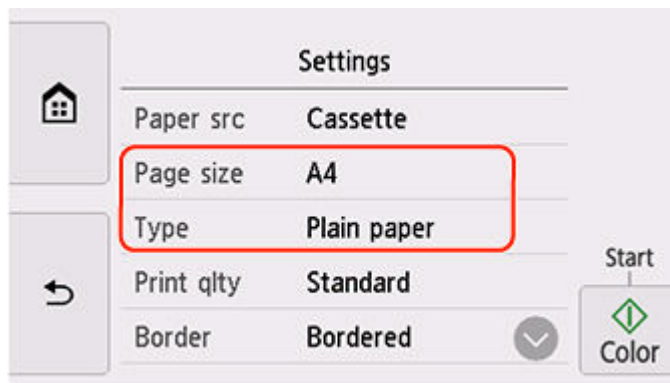 Settings
Paper src Cassette
Page size A4
Type Plain paper
Print qlty Standard
Border Bordered
Start
Color